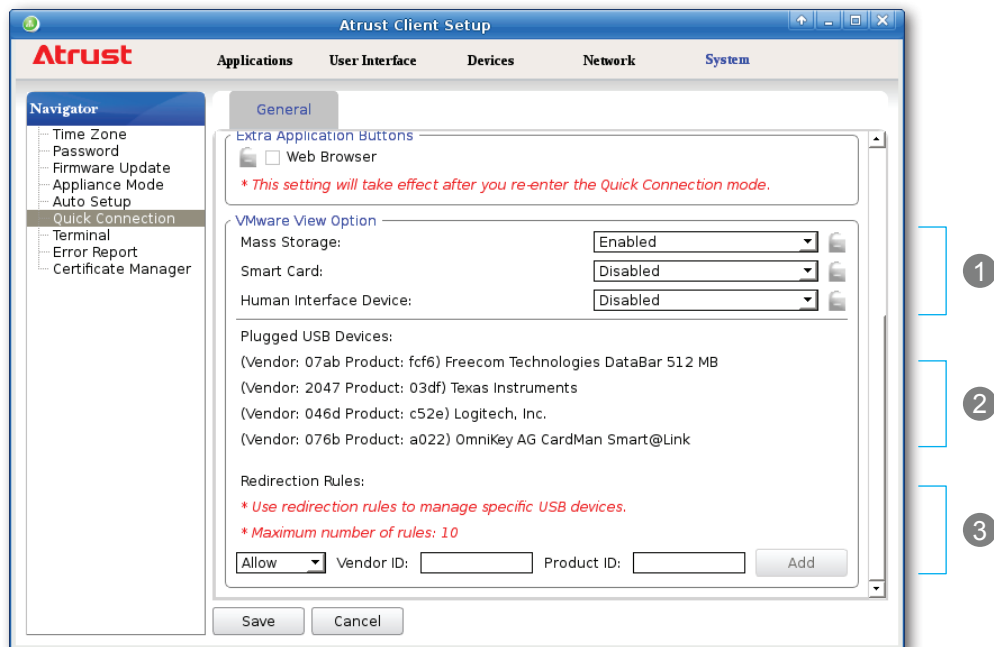 Atrust Client Setup
Atrust
Applications User Interface Devices Network System
Navigator
Time Zone
Password
Firmware Update
Appliance Mode
Auto Setup
Quick Connection
Terminal
Error Report
Certificate Manager
General
Extra Application Buttons
Web Browser
* This setting will take effect after you re-enter the Quick Connection mode.
VMware View Option
Mass Storage: Enabled
Smart Card: Disabled
Human Interface Device: Disabled
1
Plugged USB Devices:
(Vendor: 07ab Product: fcf6) Freecom Technologies DataBar 512 MB
(Vendor: 2047 Product: 03df) Texas Instruments
(Vendor: 046d Product: c52e) Logitech, Inc.
(Vendor: 076b Product: a022) OmniKey AG CardMan Smart@Link
2
Redirection Rules:
* Use redirection rules to manage specific USB devices.
* Maximum number of rules: 10
Allow Vendor ID: Product ID: Add
3
Save Cancel